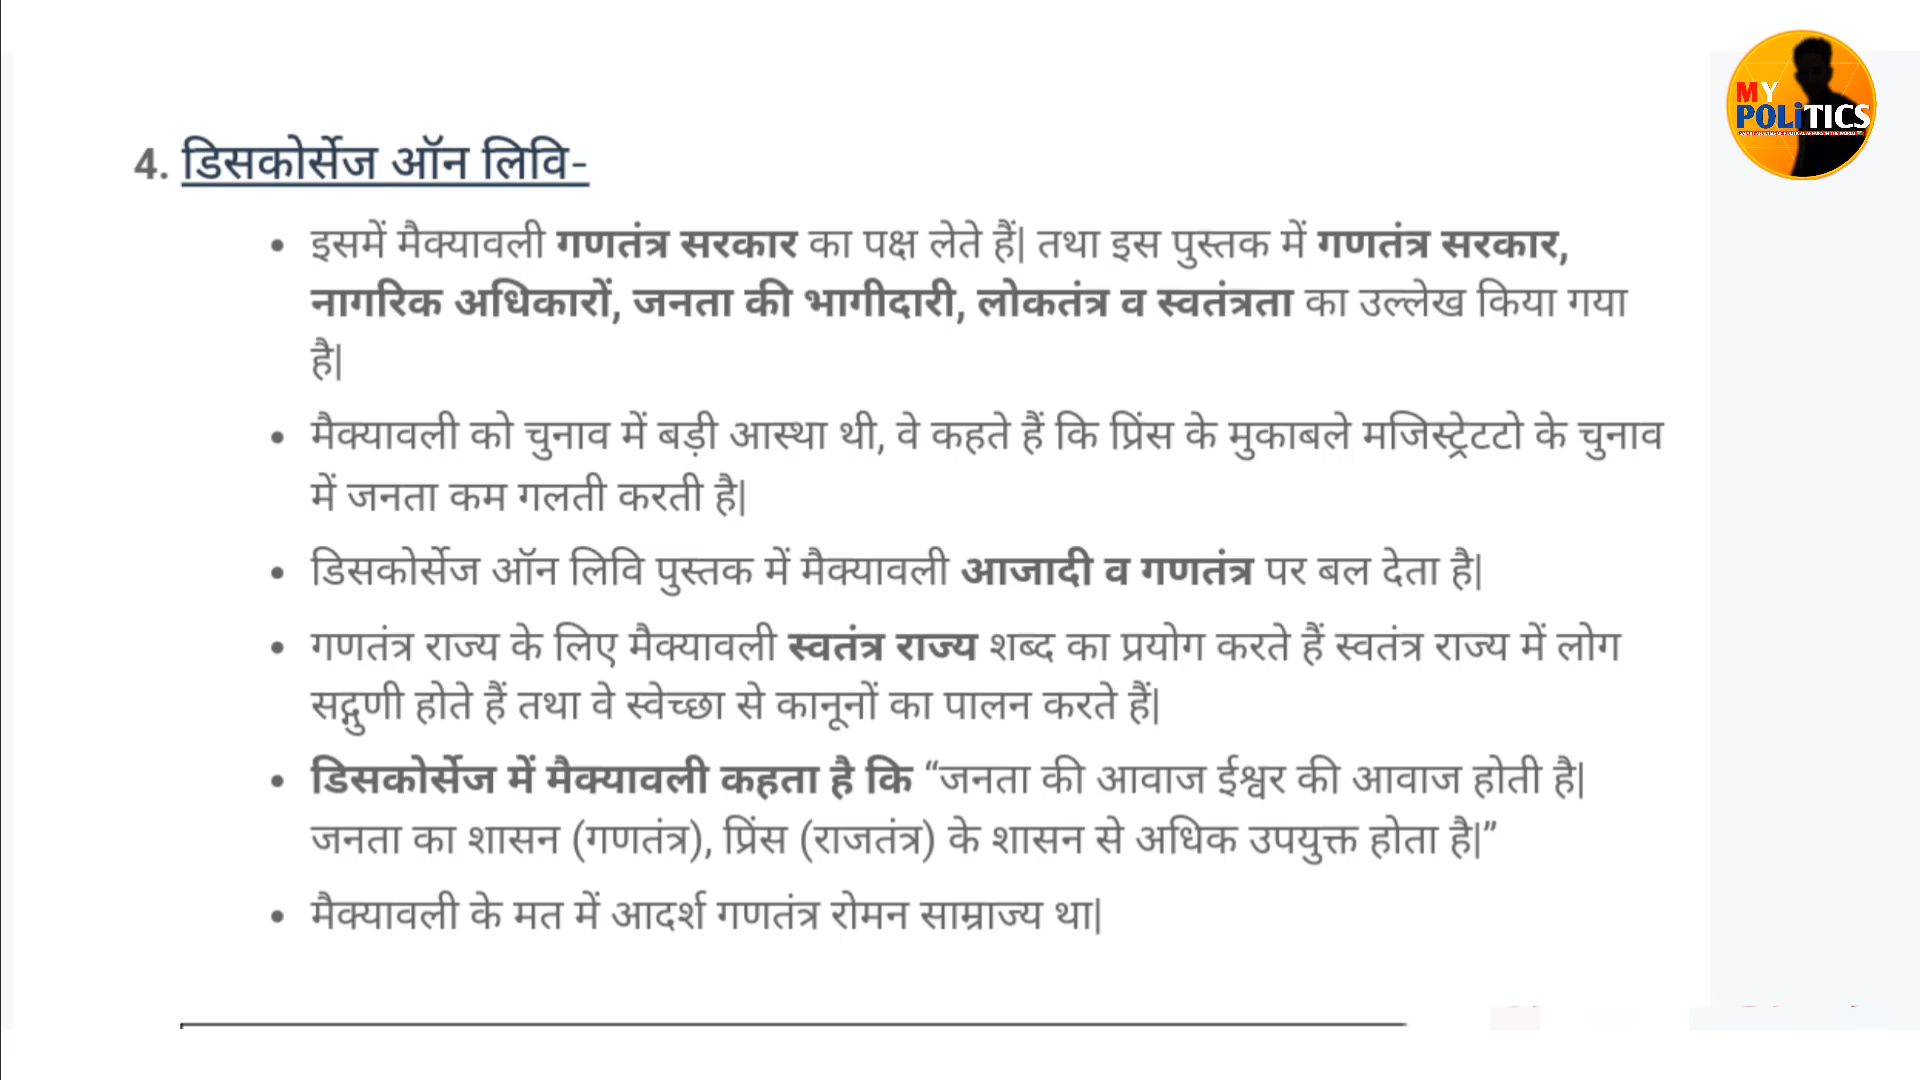 MY
POLiTICS
4. डिसकोर्सेज ऑन लिवि-
• इसमें मैक्यावली गणतंत्र सरकार का पक्ष लेते हैं| तथा इस पुस्तक में गणतंत्र सरकार,
नागरिक अधिकारों, जनता की भागीदारी, लोकतंत्र व स्वतंत्रता का उल्लेख किया गया
है|
• मैक्यावली को चुनाव में बड़ी आस्था थी, वे कहते हैं कि प्रिंस के मुकाबले मजिस्ट्रेटटो के चुनाव
में जनता कम गलती करती है|
• डिसकोर्सेज ऑन लिवि पुस्तक में मैक्यावली आजादी व गणतंत्र पर बल देता है|
• गणतंत्र राज्य के लिए मैक्यावली स्वतंत्र राज्य शब्द का प्रयोग करते हैं स्वतंत्र राज्य में लोग
सद्गुणी होते हैं तथा वे स्वेच्छा से कानूनों का पालन करते हैं|
• डिसकोर्सेज में मैक्यावली कहता है कि “जनता की आवाज ईश्वर की आवाज होती है|
जनता का शासन (गणतंत्र), प्रिंस (राजतंत्र) के शासन से अधिक उपयुक्त होता है|”
• मैक्यावली के मत में आदर्श गणतंत्र रोमन साम्राज्य था|